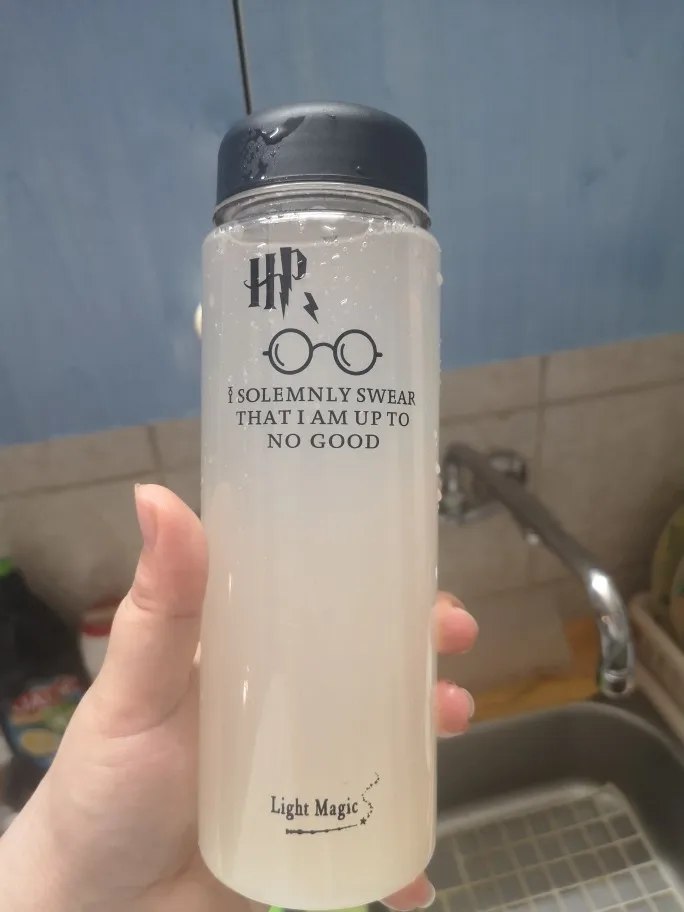 HP
I SOLEMNLY SWEAR
THAT I AM UP TO
NO GOOD
Light Magic